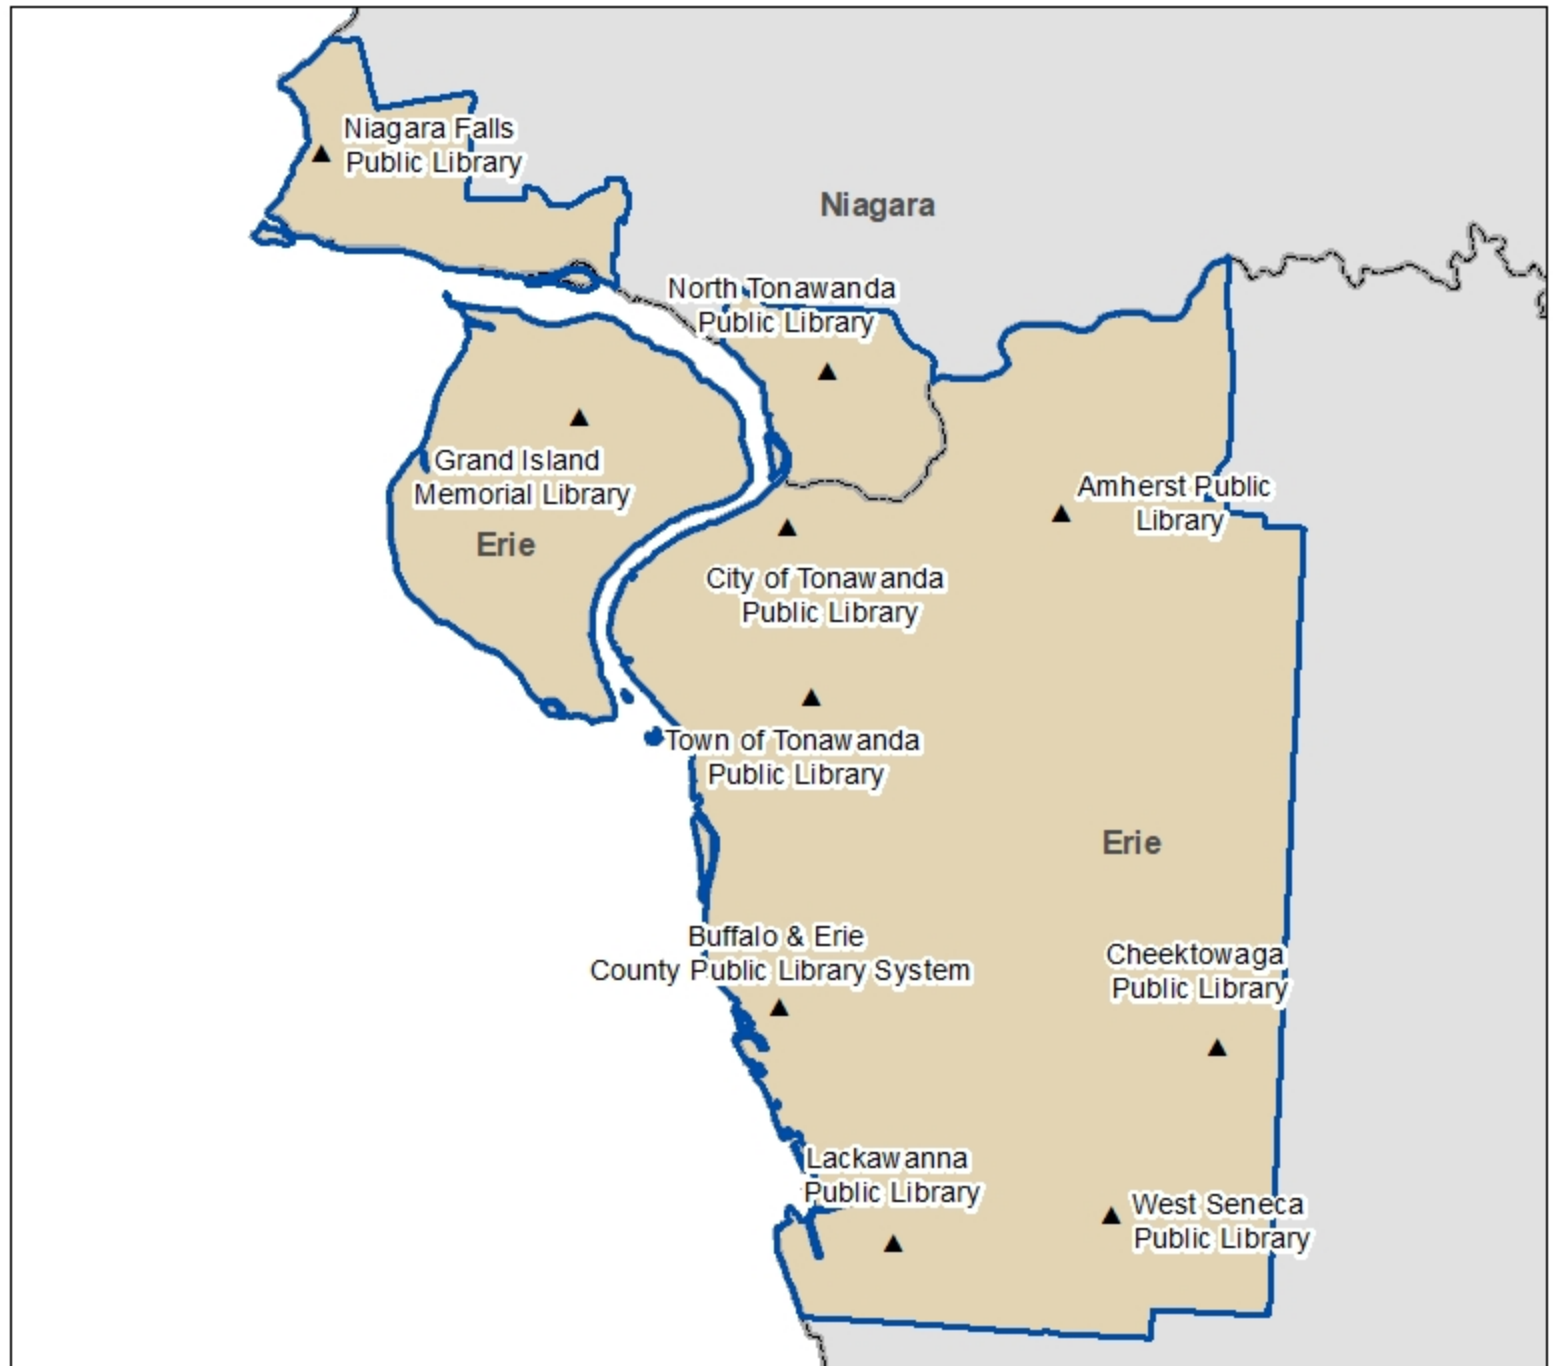 Niagara Falls
Public Library
Niagara
North Tonawanda
Public Library
Grand Island
Memorial Library
Erie
Amherst Public
Library
City of Tonawanda
Public Library
Town of Tonawanda
Public Library
Erie
Buffalo & Erie
County Public Library System
Cheektowaga
Public Library
Lackawanna
Public Library
West Seneca
Public Library